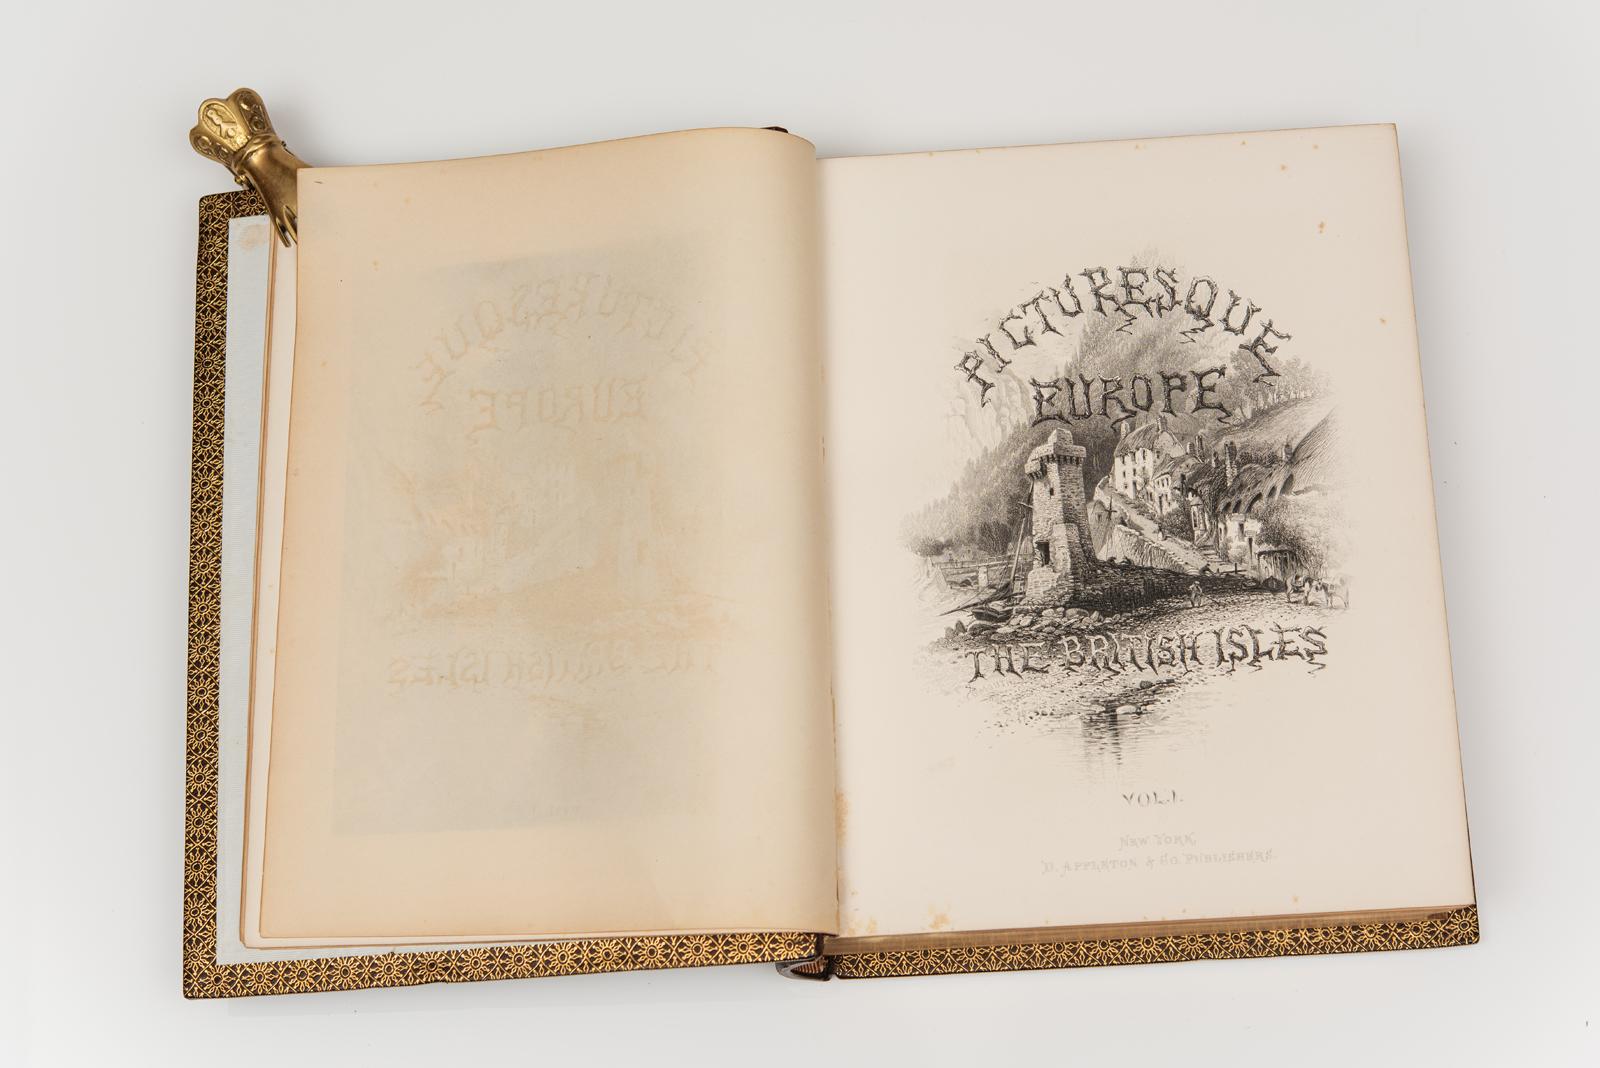 PICTURESQUE
EUROPE
THE BRITISH ISLES
VOL. I.
NEW YORK,
D. APPLETON & CO. PUBLISHERS.